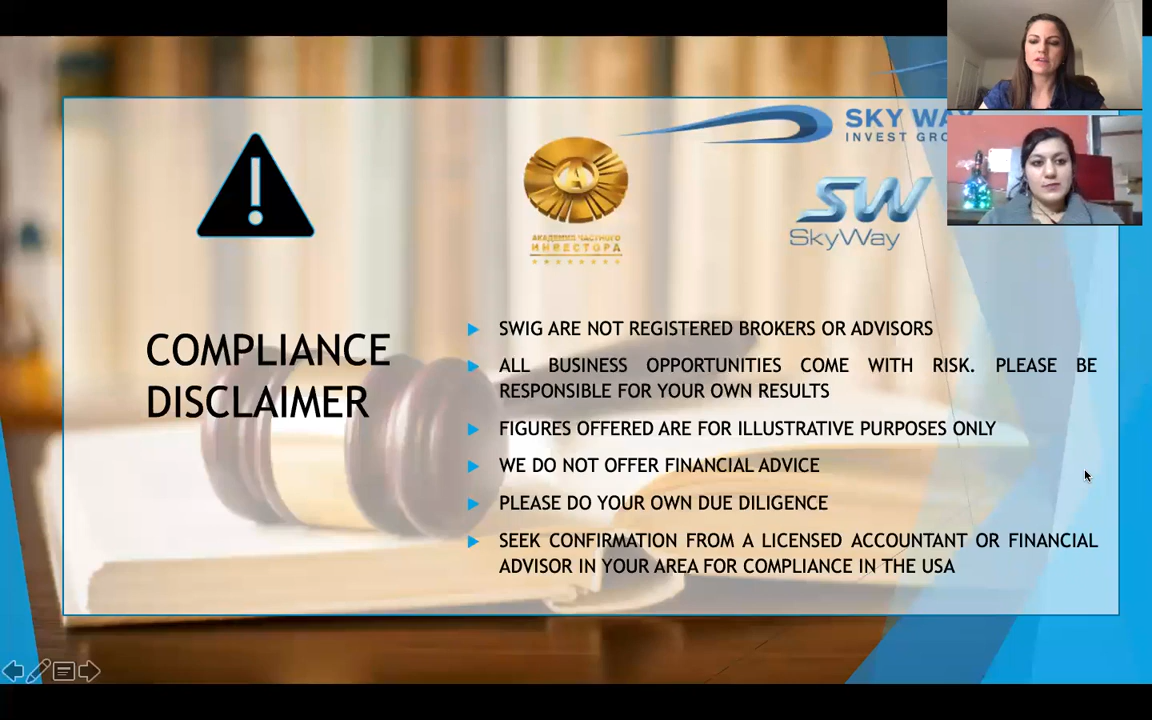 SKY WAY
INVEST GRO
АКАДЕМИЯ ЧАСТНОГО
ИНВЕСТОРА
SW
SkyWay
COMPLIANCE
DISCLAIMER
SWIG ARE NOT REGISTERED BROKERS OR ADVISORS
ALL BUSINESS OPPORTUNITIES COME WITH RISK. PLEASE BE
RESPONSIBLE FOR YOUR OWN RESULTS
FIGURES OFFERED ARE FOR ILLUSTRATIVE PURPOSES ONLY
WE DO NOT OFFER FINANCIAL ADVICE
PLEASE DO YOUR OWN DUE DILIGENCE
SEEK CONFIRMATION FROM A LICENSED ACCOUNTANT OR FINANCIAL
ADVISOR IN YOUR AREA FOR COMPLIANCE IN THE USA